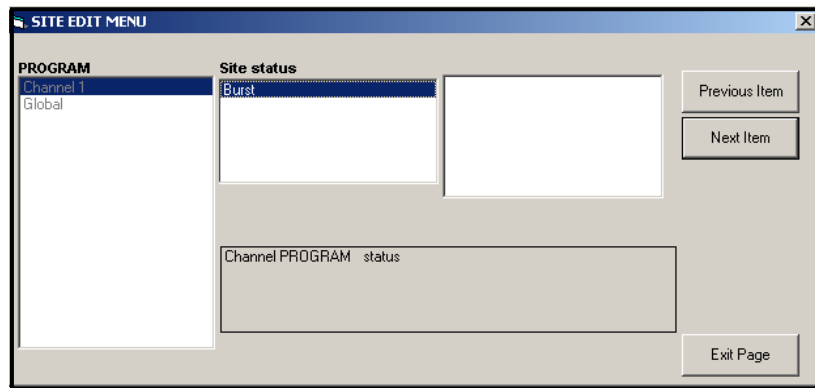 SITE EDIT MENU
PROGRAM
Channel 1
Global
Site status
Burst
Previous Item
Next Item
Channel PROGRAM status
Exit Page